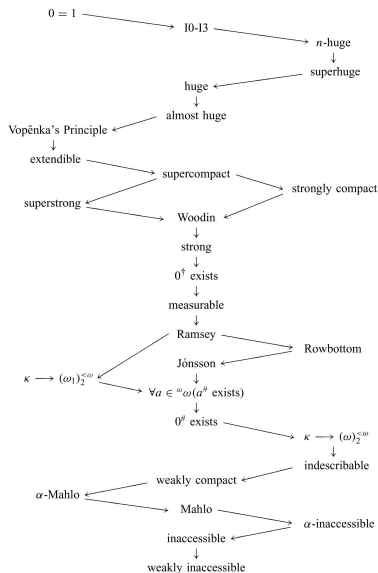 0 = 1
I0-I3
n-huge
superhuge
huge
almost huge
Vopěnka's Principle
extendible
supercompact
strongly compact
superstrong
Woodin
strong
0† exists
measurable
Ramsey
Rowbottom
Jónsson
κ ⟶ (ω₁)₂^{<ω}
∀a ∈ ^ωω(a^# exists)
0^# exists
κ ⟶ (ω)₂^{<ω}
indescribable
weakly compact
α-Mahlo
Mahlo
α-inaccessible
inaccessible
weakly inaccessible